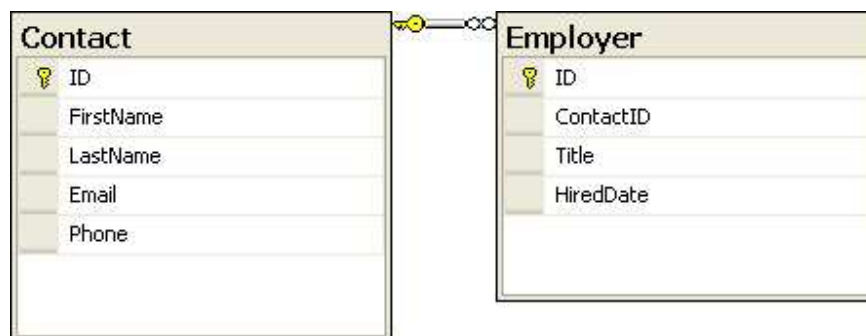 Contact
ID
FirstName
LastName
Email
Phone
Employer
ID
ContactID
Title
HiredDate